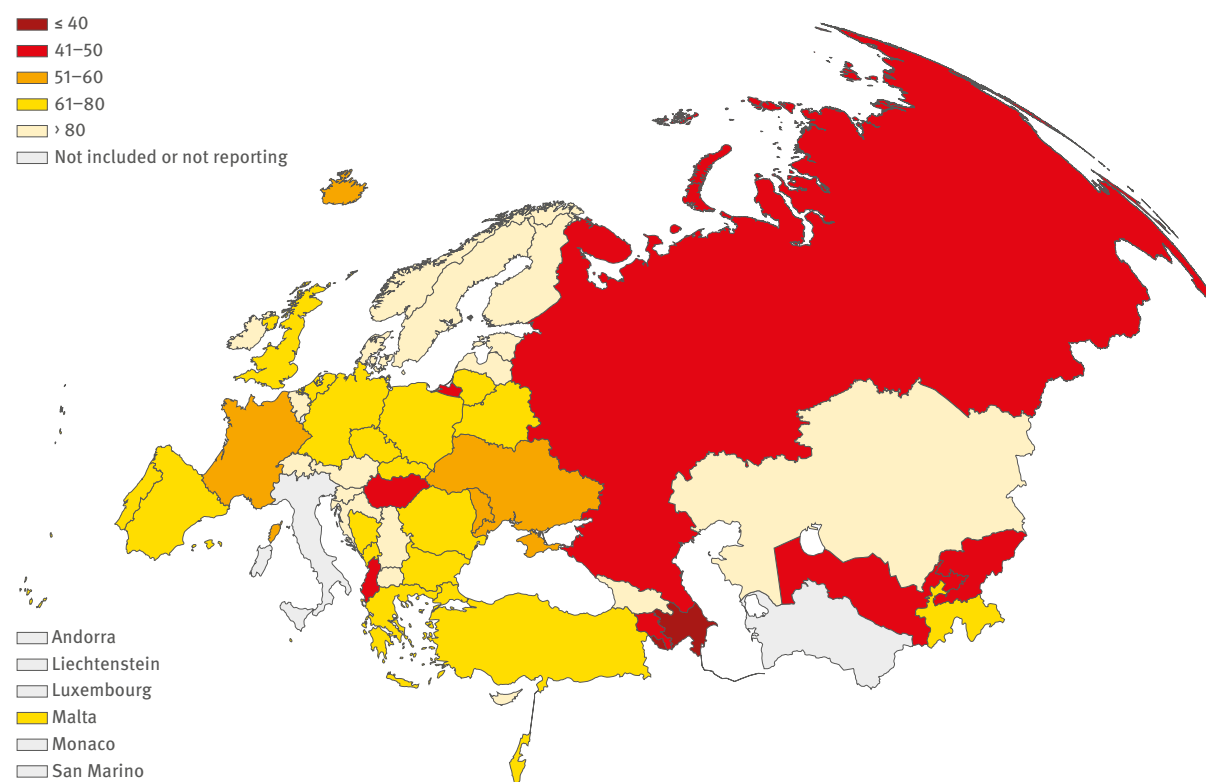 ≤ 40
41–50
51–60
61–80
> 80
Not included or not reporting
Andorra
Liechtenstein
Luxembourg
Malta
Monaco
San Marino